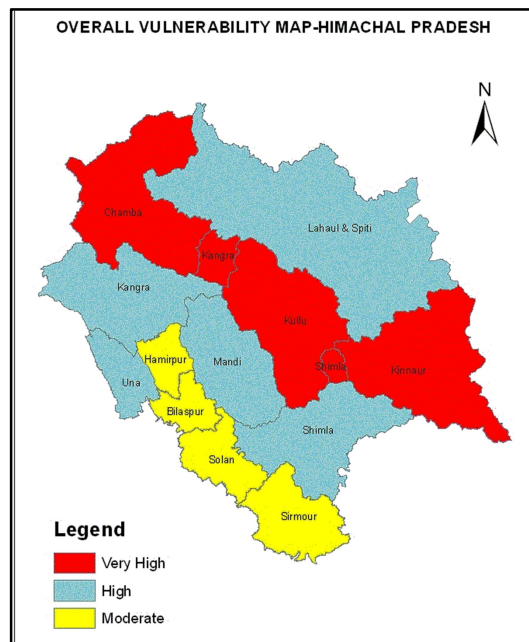 OVERALL VULNERABILITY MAP-HIMACHAL PRADESH
N
Chamba
Lahaul & Spiti
Kangra
Kangra
Kullu
Hamirpur
Mandi
Shimla
Kinnaur
Una
Bilaspur
Shimla
Solan
Sirmour
Legend
Very High
High
Moderate